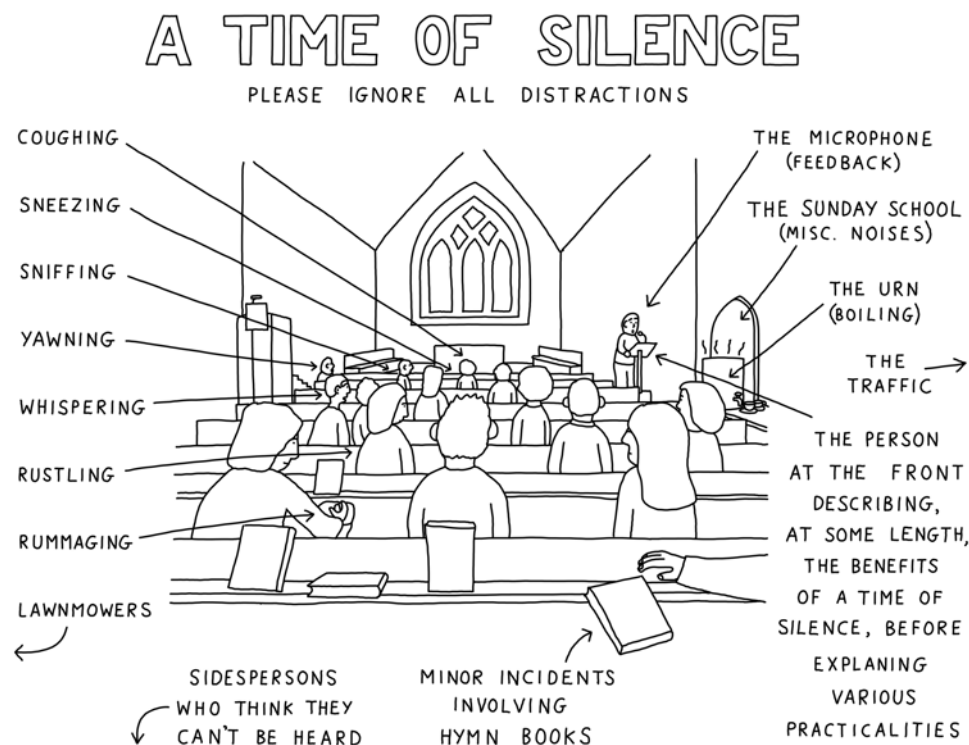 A TIME OF SILENCE
PLEASE IGNORE ALL DISTRACTIONS
COUGHING
SNEEZING
SNIFFING
YAWNING
WHISPERING
RUSTLING
RUMMAGING
LAWNMOWERS
SIDESPERSONS
WHO THINK THEY
CAN'T BE HEARD
MINOR INCIDENTS
INVOLVING
HYMN BOOKS
THE MICROPHONE
(FEEDBACK)
THE SUNDAY SCHOOL
(MISC. NOISES)
THE URN
(BOILING)
THE
TRAFFIC
THE PERSON
AT THE FRONT
DESCRIBING,
AT SOME LENGTH,
THE BENEFITS
OF A TIME OF
SILENCE, BEFORE
EXPLANING
VARIOUS
PRACTICALITIES